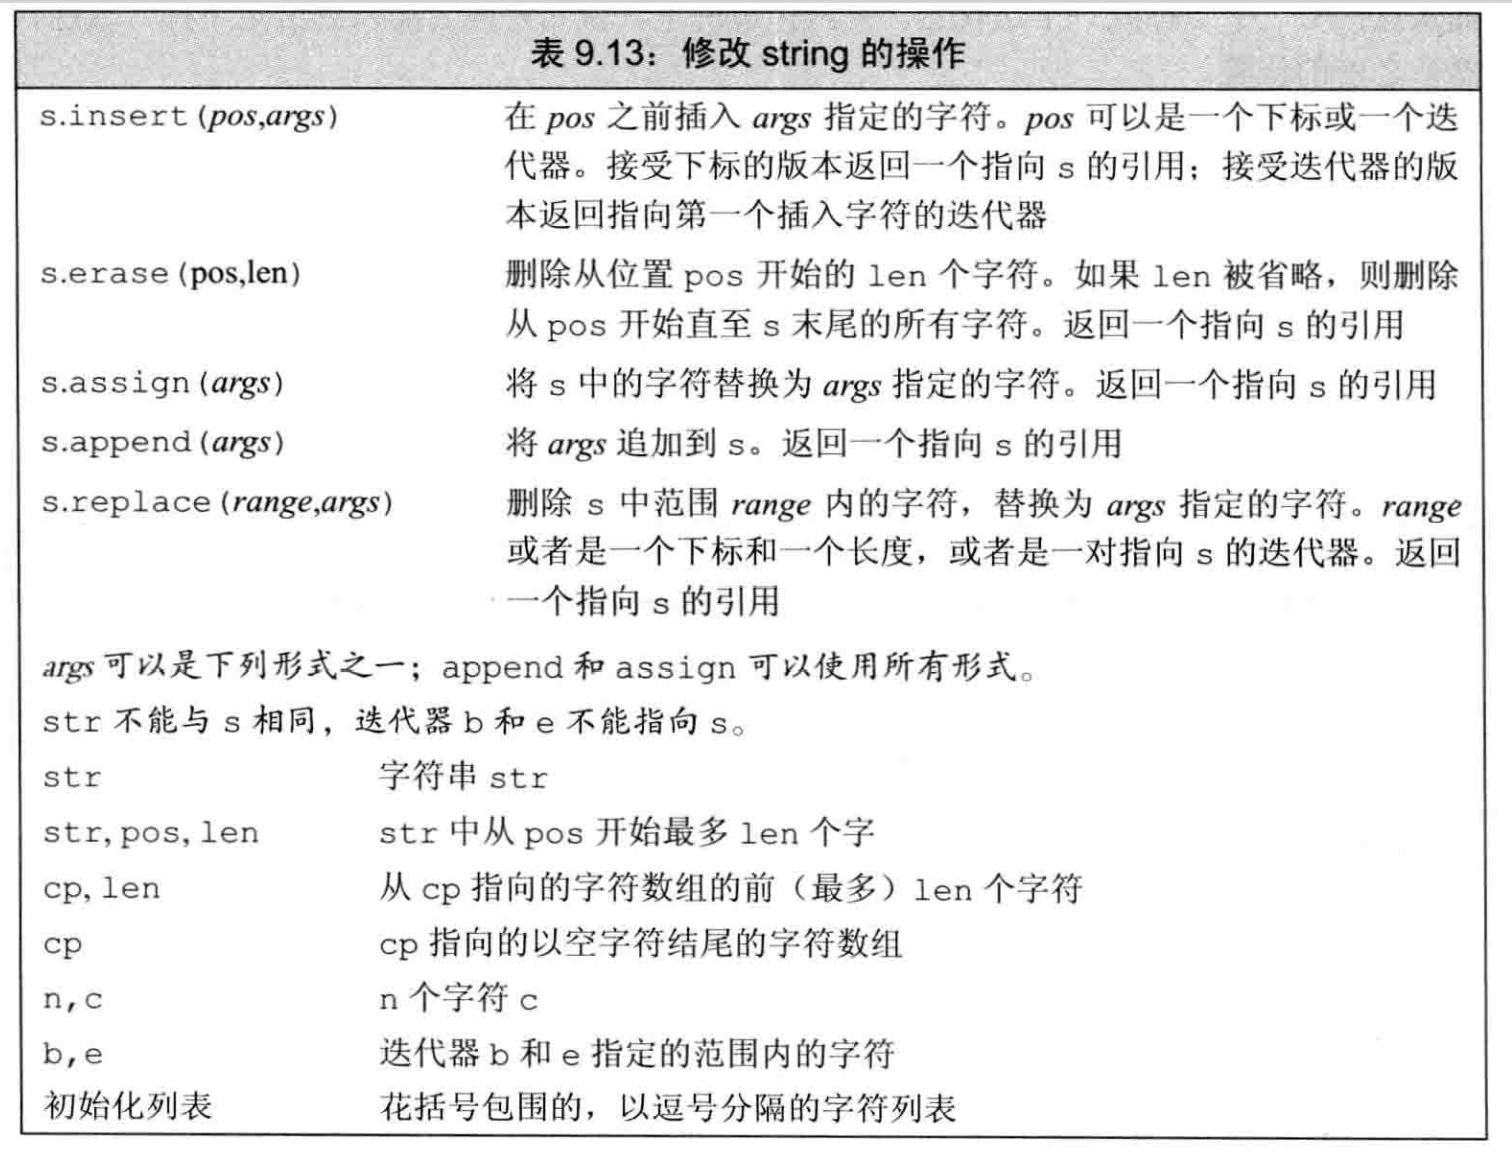 表 9.13：修改 string 的操作
s.insert(pos,args) 在 pos 之前插入 args 指定的字符。pos 可以是一个下标或一个迭
代器。接受下标的版本返回一个指向 s 的引用；接受迭代器的版
本返回指向第一个插入字符的迭代器
s.erase(pos,len) 删除从位置 pos 开始的 len 个字符。如果 len 被省略，则删除
从 pos 开始直至 s 末尾的所有字符。返回一个指向 s 的引用
s.assign(args) 将 s 中的字符替换为 args 指定的字符。返回一个指向 s 的引用
s.append(args) 将 args 追加到 s。返回一个指向 s 的引用
s.replace(range,args) 删除 s 中范围 range 内的字符，替换为 args 指定的字符。range
或者是一个下标和一个长度，或者是一对指向 s 的迭代器。返回
一个指向 s 的引用
args 可以是下列形式之一；append 和 assign 可以使用所有形式。
str 不能与 s 相同，迭代器 b 和 e 不能指向 s。
str 字符串 str
str,pos,len str 中从 pos 开始最多 len 个字
cp,len 从 cp 指向的字符数组的前（最多）len 个字符
cp cp 指向的以空字符结尾的字符数组
n,c n 个字符 c
b,e 迭代器 b 和 e 指定的范围内的字符
初始化列表 花括号包围的，以逗号分隔的字符列表